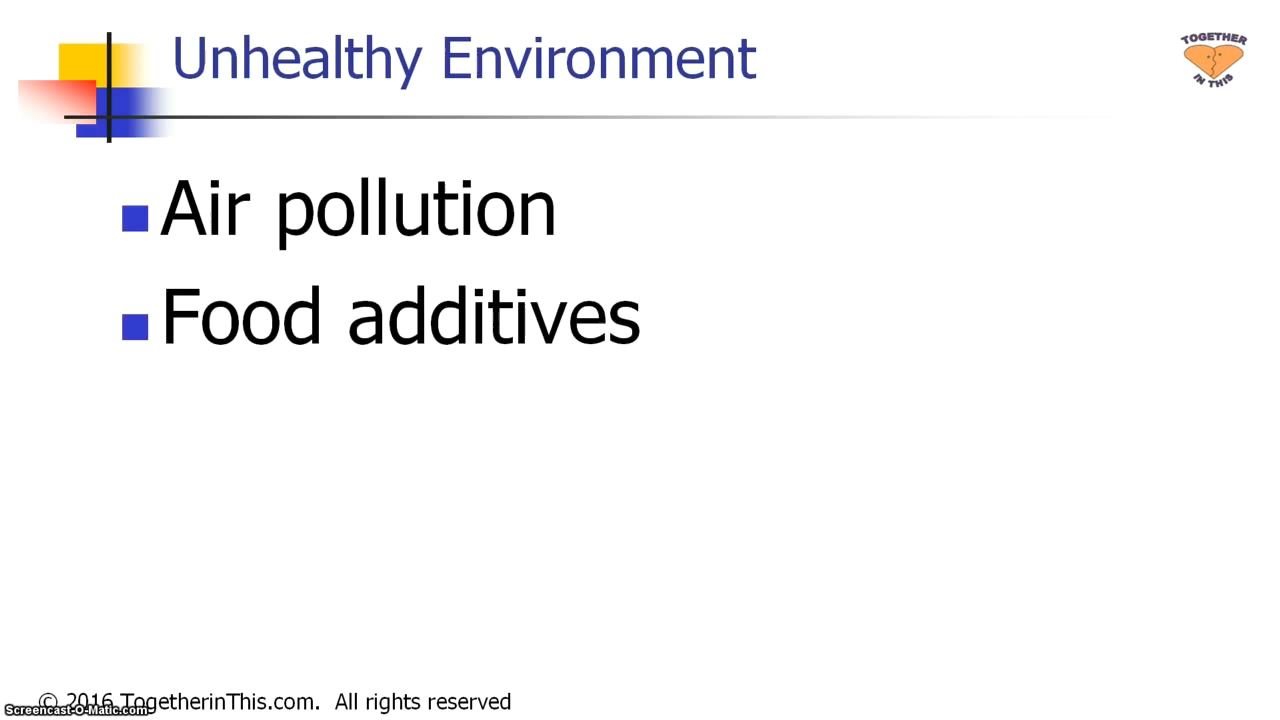 Unhealthy Environment
TOGETHER
IN THIS
Air pollution
Food additives
© 2016 TogetherinThis.com. All rights reserved
Screencast-O-Matic.com